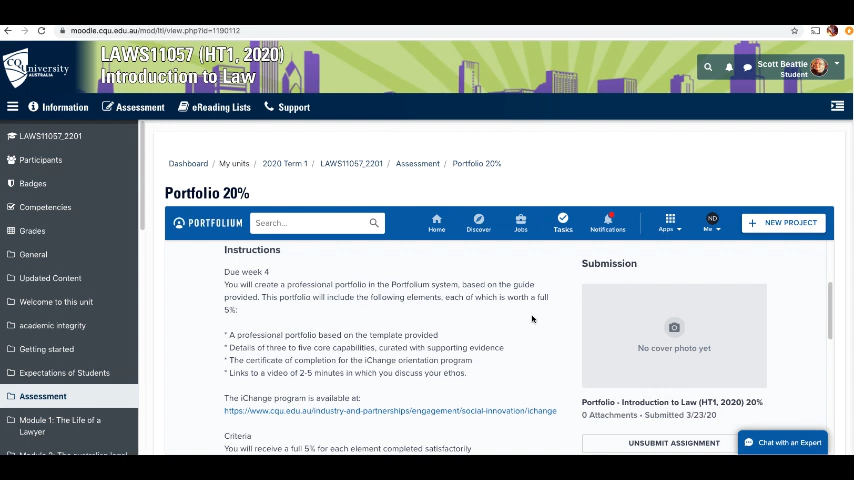 moodle.cqu.edu.au/mod/lti/view.php?id=1190112
CQUniversity
AUSTRALIA
LAWS11057 (HT1, 2020)
Introduction to Law
Scott Beattie
Student
Information
Assessment
eReading Lists
Support
LAWS11057_2201
Participants
Badges
Competencies
Grades
General
Updated Content
Welcome to this unit
academic integrity
Getting started
Expectations of Students
Assessment
Module 1: The Life of a
Lawyer
Dashboard / My units / 2020 Term 1 / LAWS11057_2201 / Assessment / Portfolio 20%
Portfolio 20%
PORTFOLIUM
Search...
Home
Discover
Jobs
Tasks
Notifications
Apps
ND
Me
+ NEW PROJECT
Instructions
Due week 4
You will create a professional portfolio in the Portfolium system, based on the guide
provided. This portfolio will include the following elements, each of which is worth a full
5%:
* A professional portfolio based on the template provided
* Details of three to five core capabilities, curated with supporting evidence
* The certificate of completion for the iChange orientation program
* Links to a video of 2-5 minutes in which you discuss your ethos.
The iChange program is available at:
https://www.cqu.edu.au/industry-and-partnerships/engagement/social-innovation/ichange
Criteria
You will receive a full 5% for each element completed satisfactorily
Submission
No cover photo yet
Portfolio - Introduction to Law (HT1, 2020) 20%
0 Attachments • Submitted 3/23/20
UNSUBMIT ASSIGNMENT
Chat with an Expert